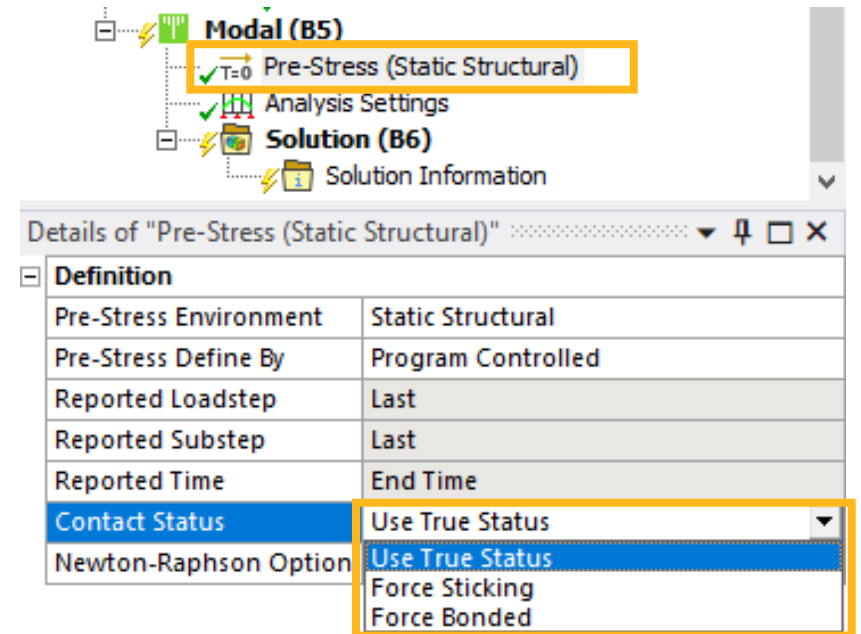 Modal (B5)
T=0 Pre-Stress (Static Structural)
Analysis Settings
Solution (B6)
i Solution Information
Details of "Pre-Stress (Static Structural)"
Definition
Pre-Stress Environment Static Structural
Pre-Stress Define By Program Controlled
Reported Loadstep Last
Reported Substep Last
Reported Time End Time
Contact Status Use True Status
Newton-Raphson Option Use True Status
Force Sticking
Force Bonded